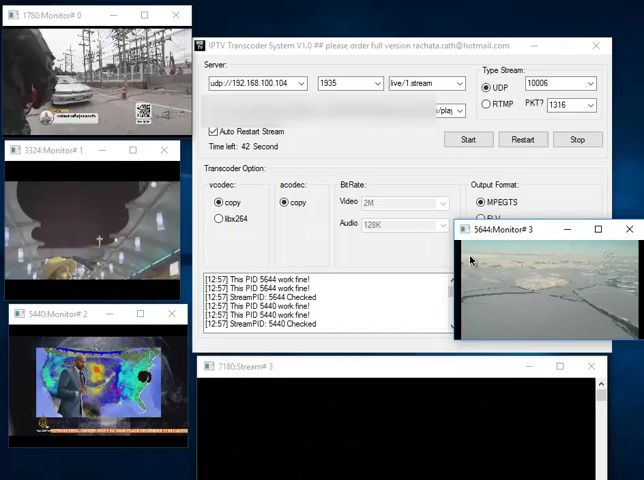 1780:Monitor# 0
IPTV Transcoder System V1.0 ## please order full version rachata.rath@hotmail.com
Server:
udp://192.168.100.104
1935
live/1.stream
Type Stream:
UDP
10006
RTMP
PKT?
1316
/play
Auto Restart Stream
Time left: 42 Second
Start
Restart
Stop
3324:Monitor# 1
Transcoder Option:
vcodec:
copy
libx264
acodec:
copy
BitRate:
Video
2M
Audio
128K
Output Format:
MPEGTS
FLV
5644:Monitor# 3
[12:57] This PID 5644 work fine!
[12:57] This PID 5644 work fine!
[12:57] StreamPID: 5644 Checked
[12:57] This PID 5440 work fine!
[12:57] This PID 5440 work fine!
[12:57] StreamPID: 5440 Checked
5440:Monitor# 2
7180:Stream# 3